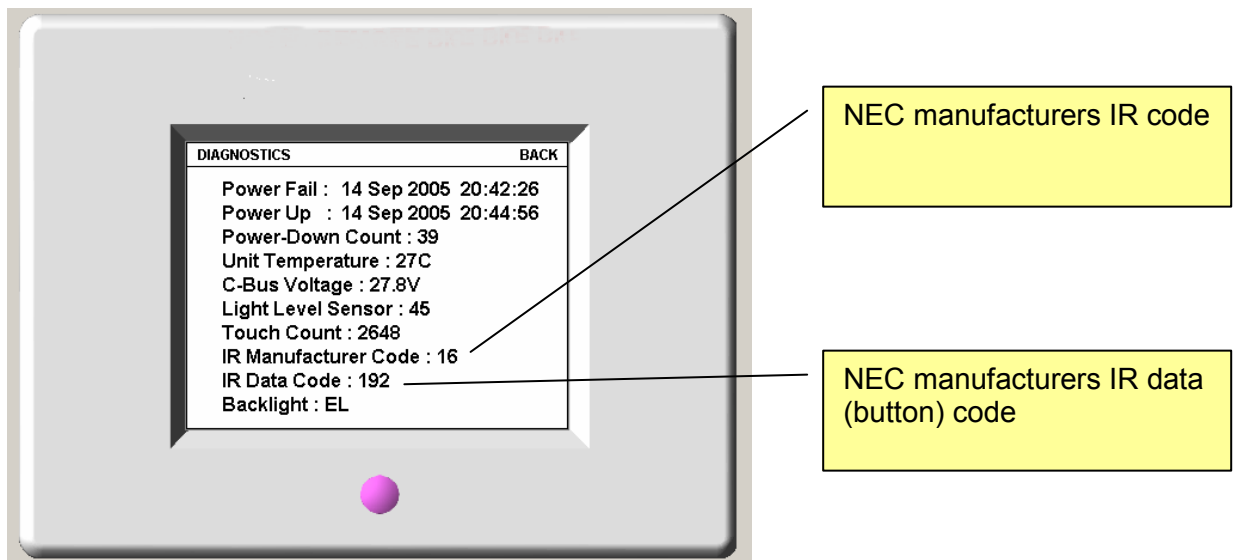 DIAGNOSTICS BACK
Power Fail : 14 Sep 2005 20:42:26
Power Up : 14 Sep 2005 20:44:56
Power-Down Count : 39
Unit Temperature : 27C
C-Bus Voltage : 27.8V
Light Level Sensor : 45
Touch Count : 2648
IR Manufacturer Code : 16
IR Data Code : 192
Backlight : EL
NEC manufacturers IR code
NEC manufacturers IR data
(button) code